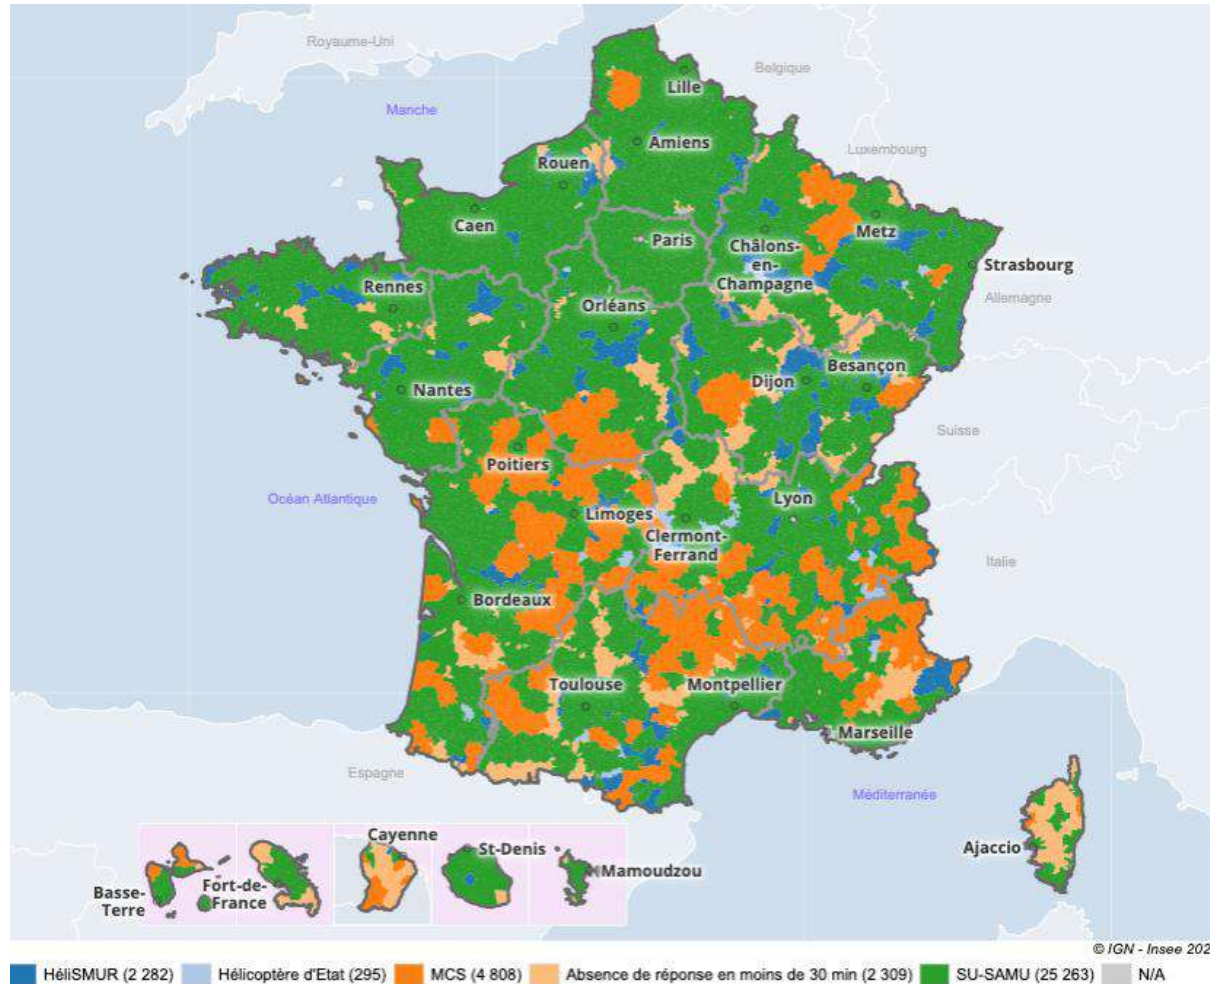 Royaume-Uni
Belgique
Lille
Manche
Amiens
Luxembourg
Rouen
Caen
Metz
Paris
Châlons-
en-
Champagne
Strasbourg
Rennes
Allemagne
Orléans
Besançon
Dijon
Nantes
Suisse
Poitiers
Océan Atlantique
Lyon
Limoges
Clermont-
Ferrand
Italie
Bordeaux
Toulouse
Montpellier
Marseille
Espagne
Méditerranée
Cayenne
St-Denis
Ajaccio
Mamoudzou
Basse-
Terre
Fort-de-
France
© IGN - Insee 202
HéliSMUR (2 282) Hélicoptère d'Etat (295) MCS (4 808) Absence de réponse en moins de 30 min (2 309) SU-SAMU (25 263) N/A